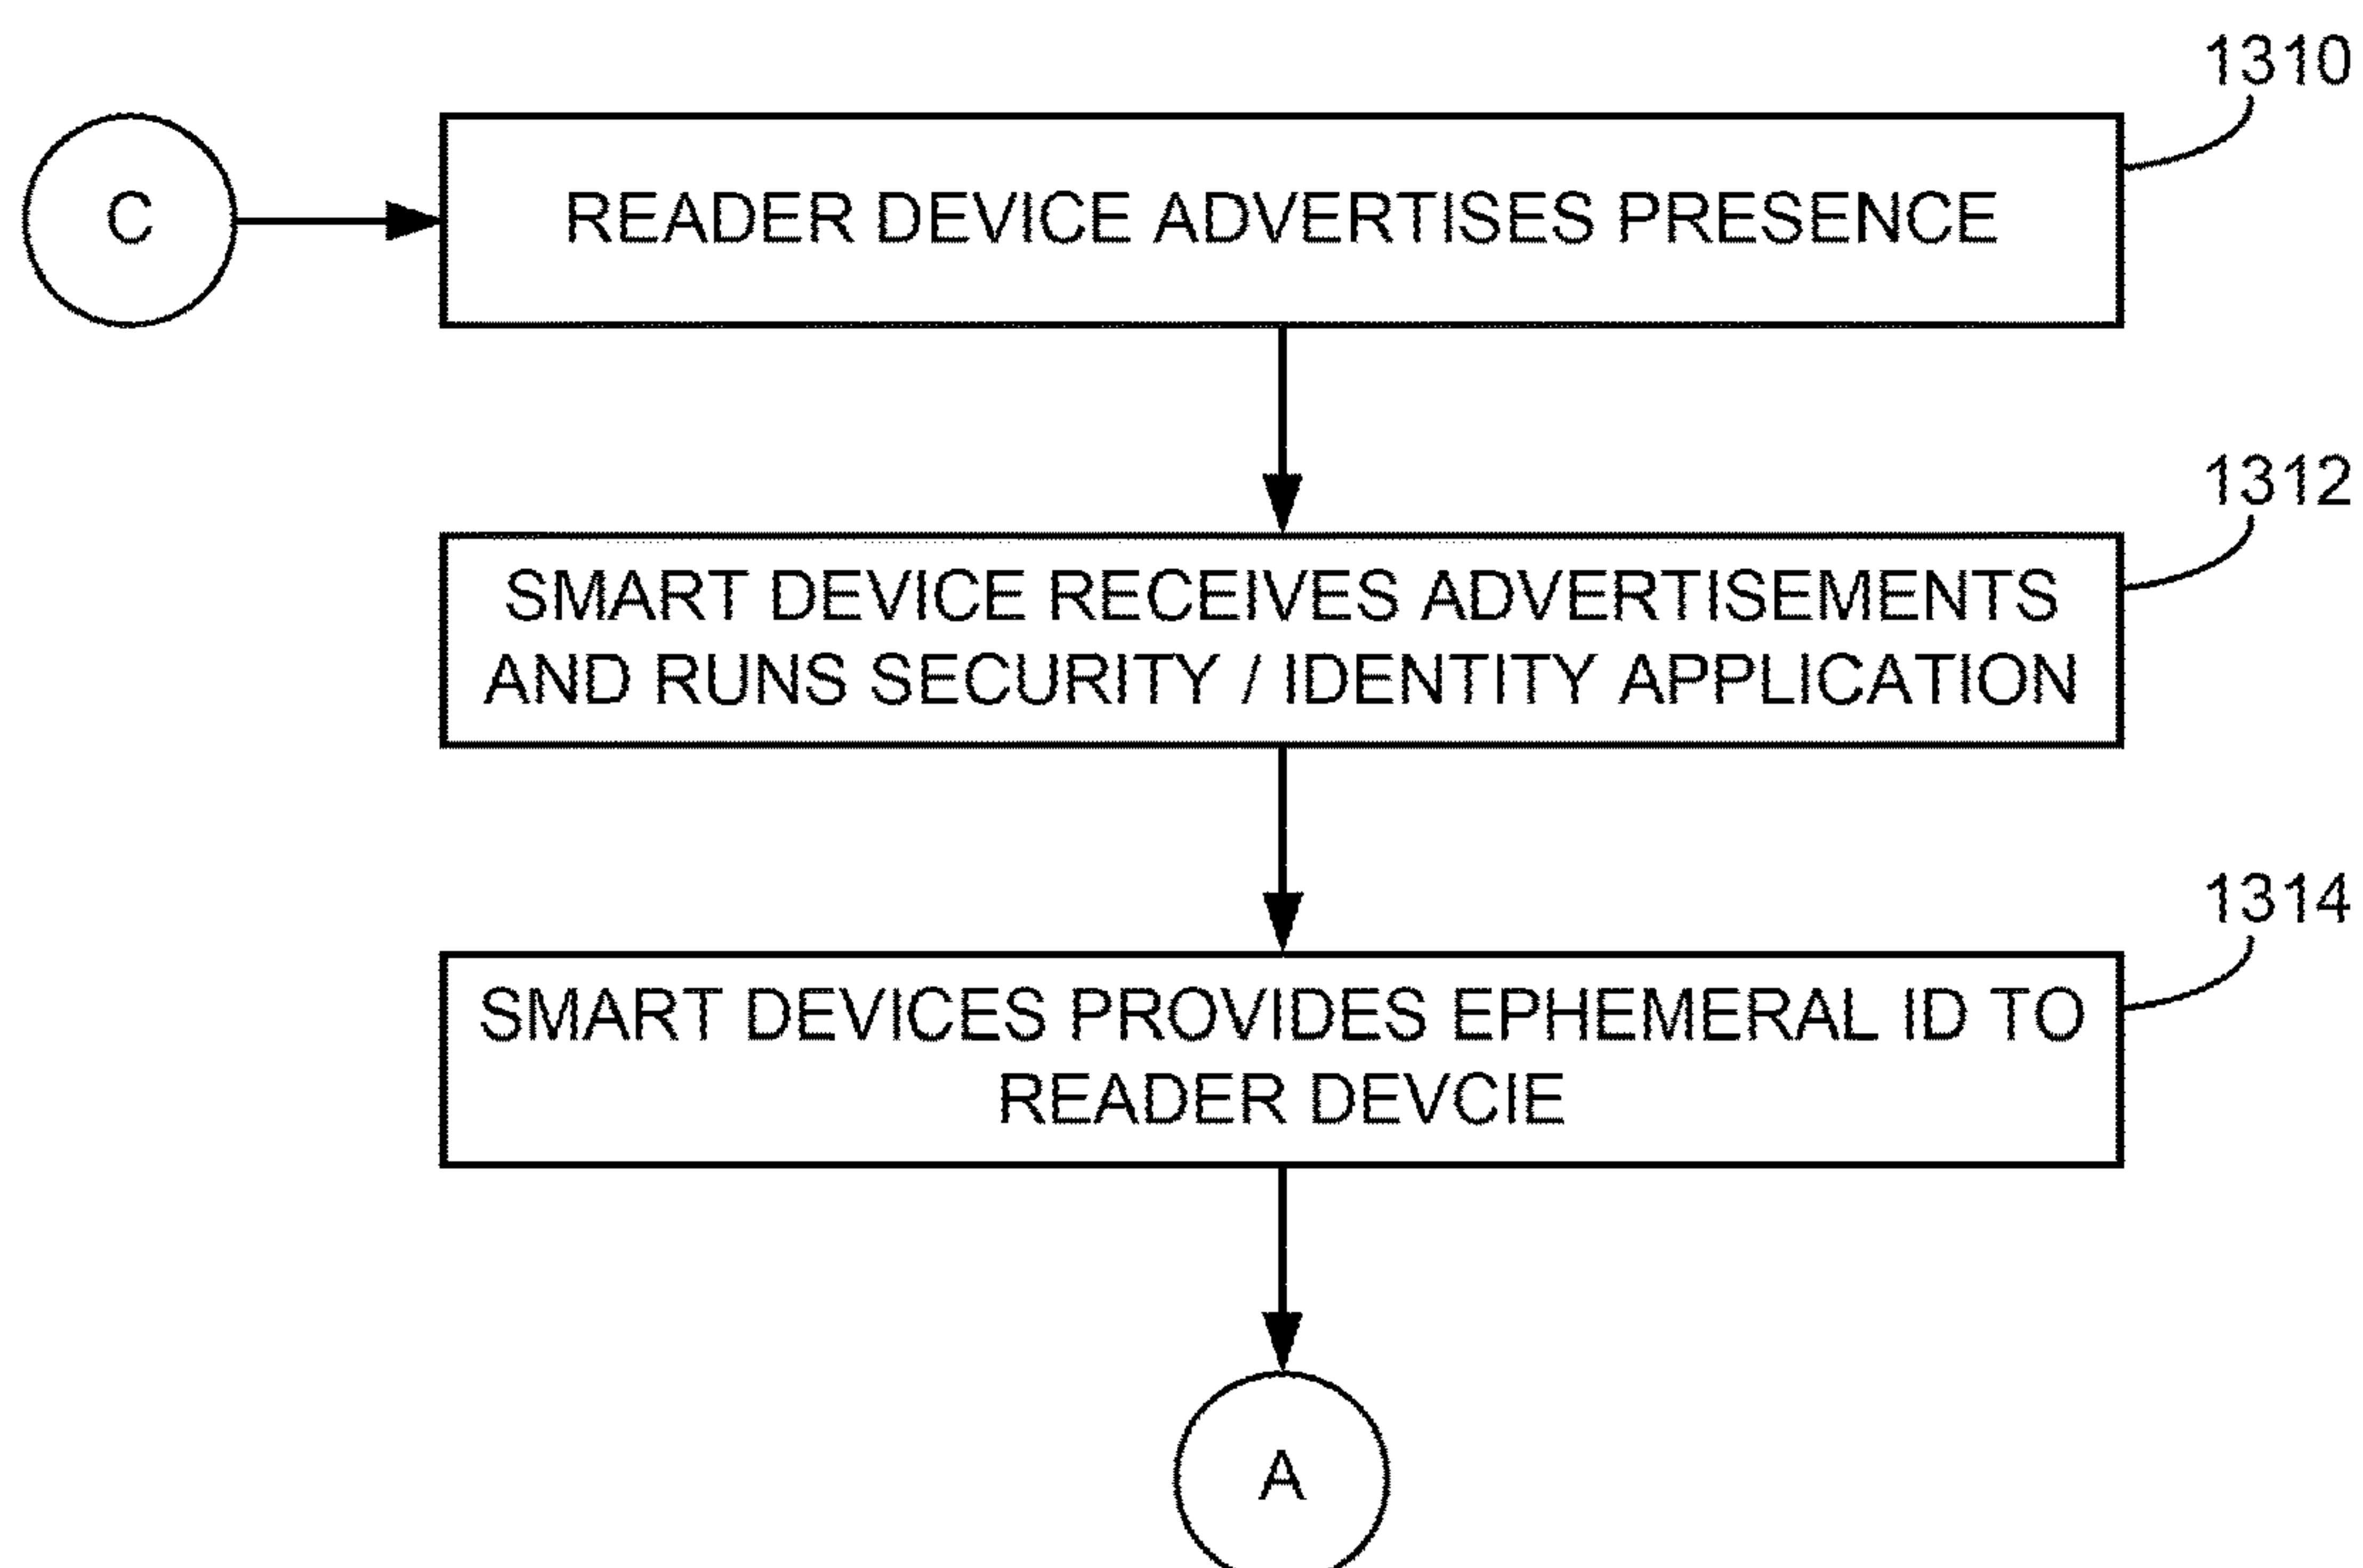 1310
C
READER DEVICE ADVERTISES PRESENCE
1312
SMART DEVICE RECEIVES ADVERTISEMENTS
AND RUNS SECURITY / IDENTITY APPLICATION
1314
SMART DEVICES PROVIDES EPHEMERAL ID TO
READER DEVCIE
A